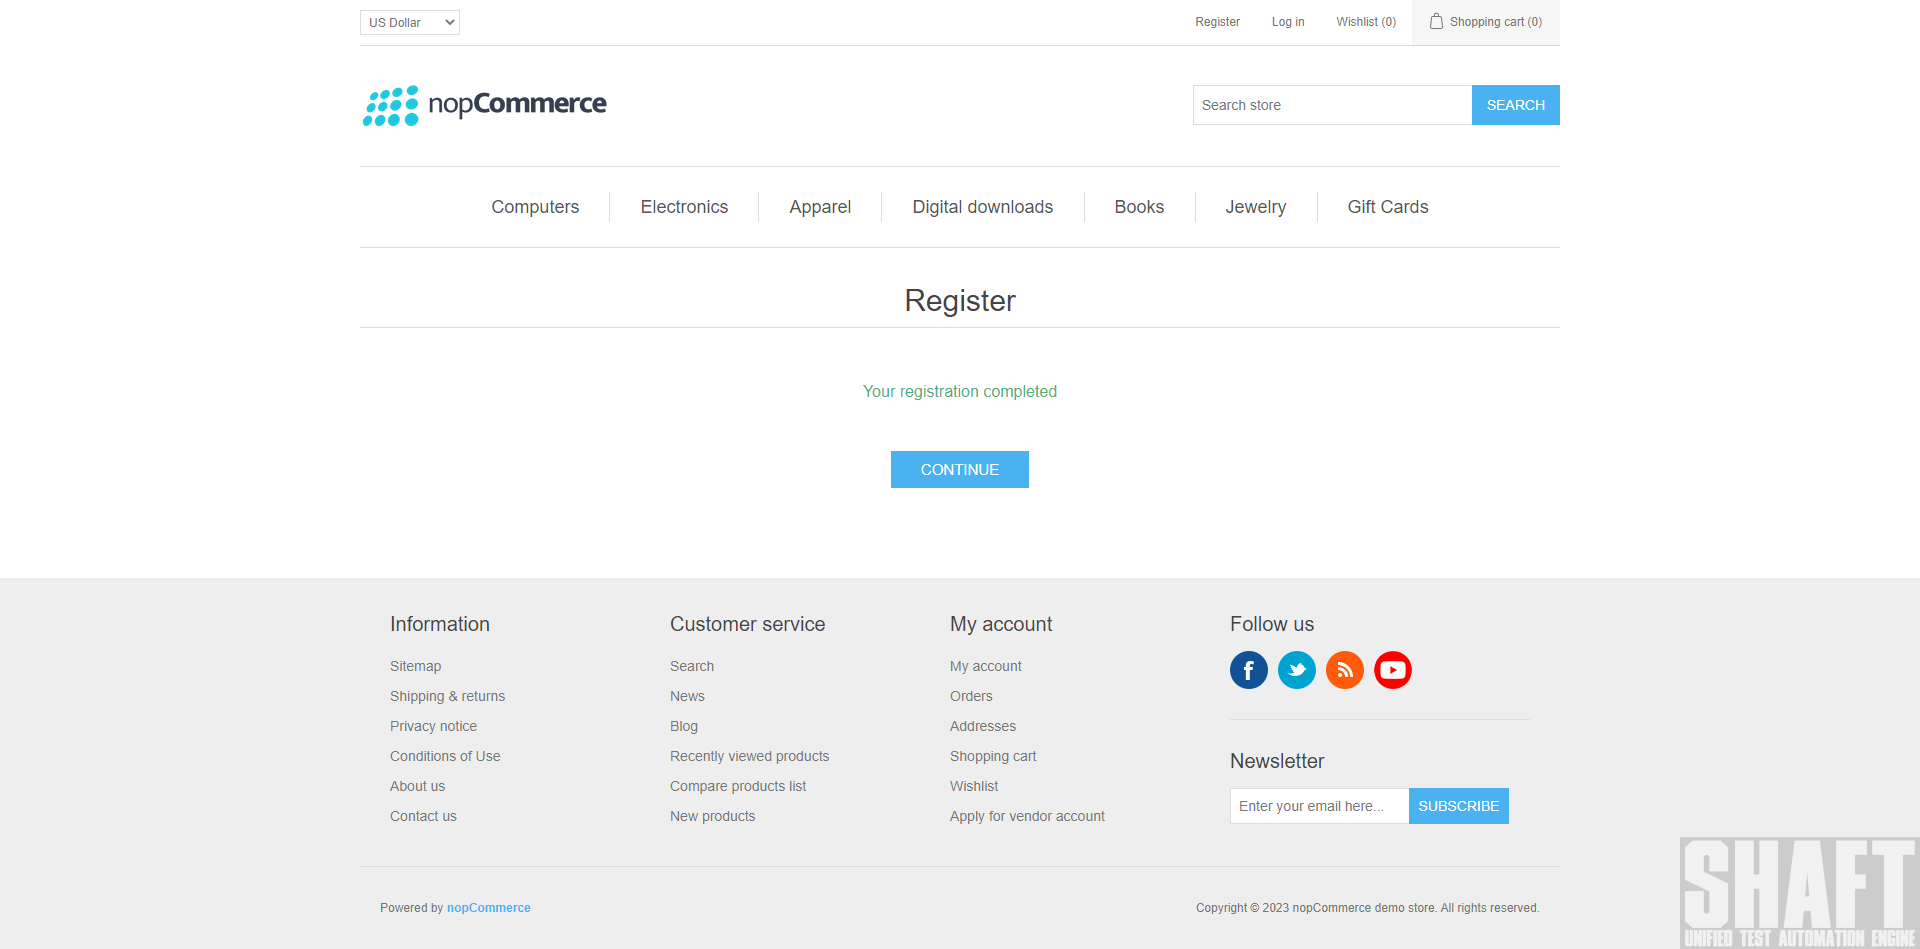 US Dollar
Register Log in Wishlist (0) Shopping cart (0)
nopCommerce
Search store SEARCH
Computers Electronics Apparel Digital downloads Books Jewelry Gift Cards
Register
Your registration completed
CONTINUE
Information
Sitemap
Shipping & returns
Privacy notice
Conditions of Use
About us
Contact us
Customer service
Search
News
Blog
Recently viewed products
Compare products list
New products
My account
My account
Orders
Addresses
Shopping cart
Wishlist
Apply for vendor account
Follow us
Newsletter
Enter your email here... SUBSCRIBE
Powered by nopCommerce
Copyright © 2023 nopCommerce demo store. All rights reserved.
SHAFT
UNIFIED TEST AUTOMATION ENGINE